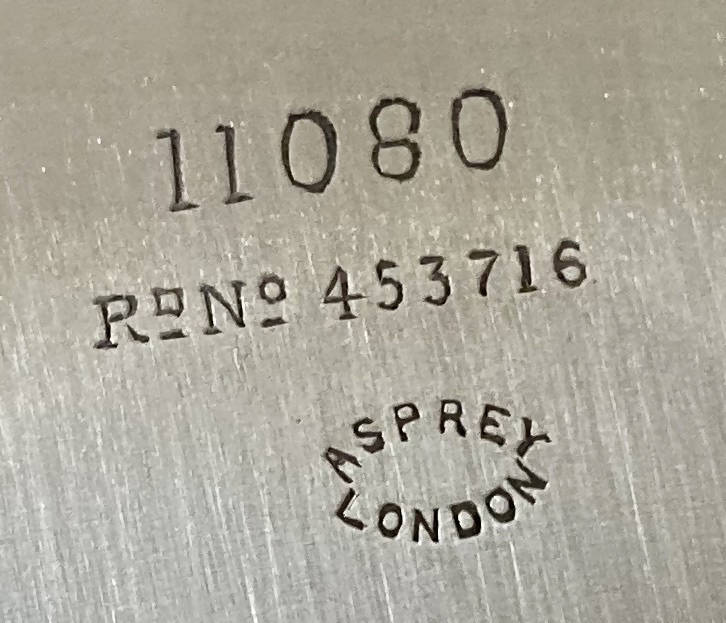 11080
Rᴰ Nº 453716
ASPREY
LONDON